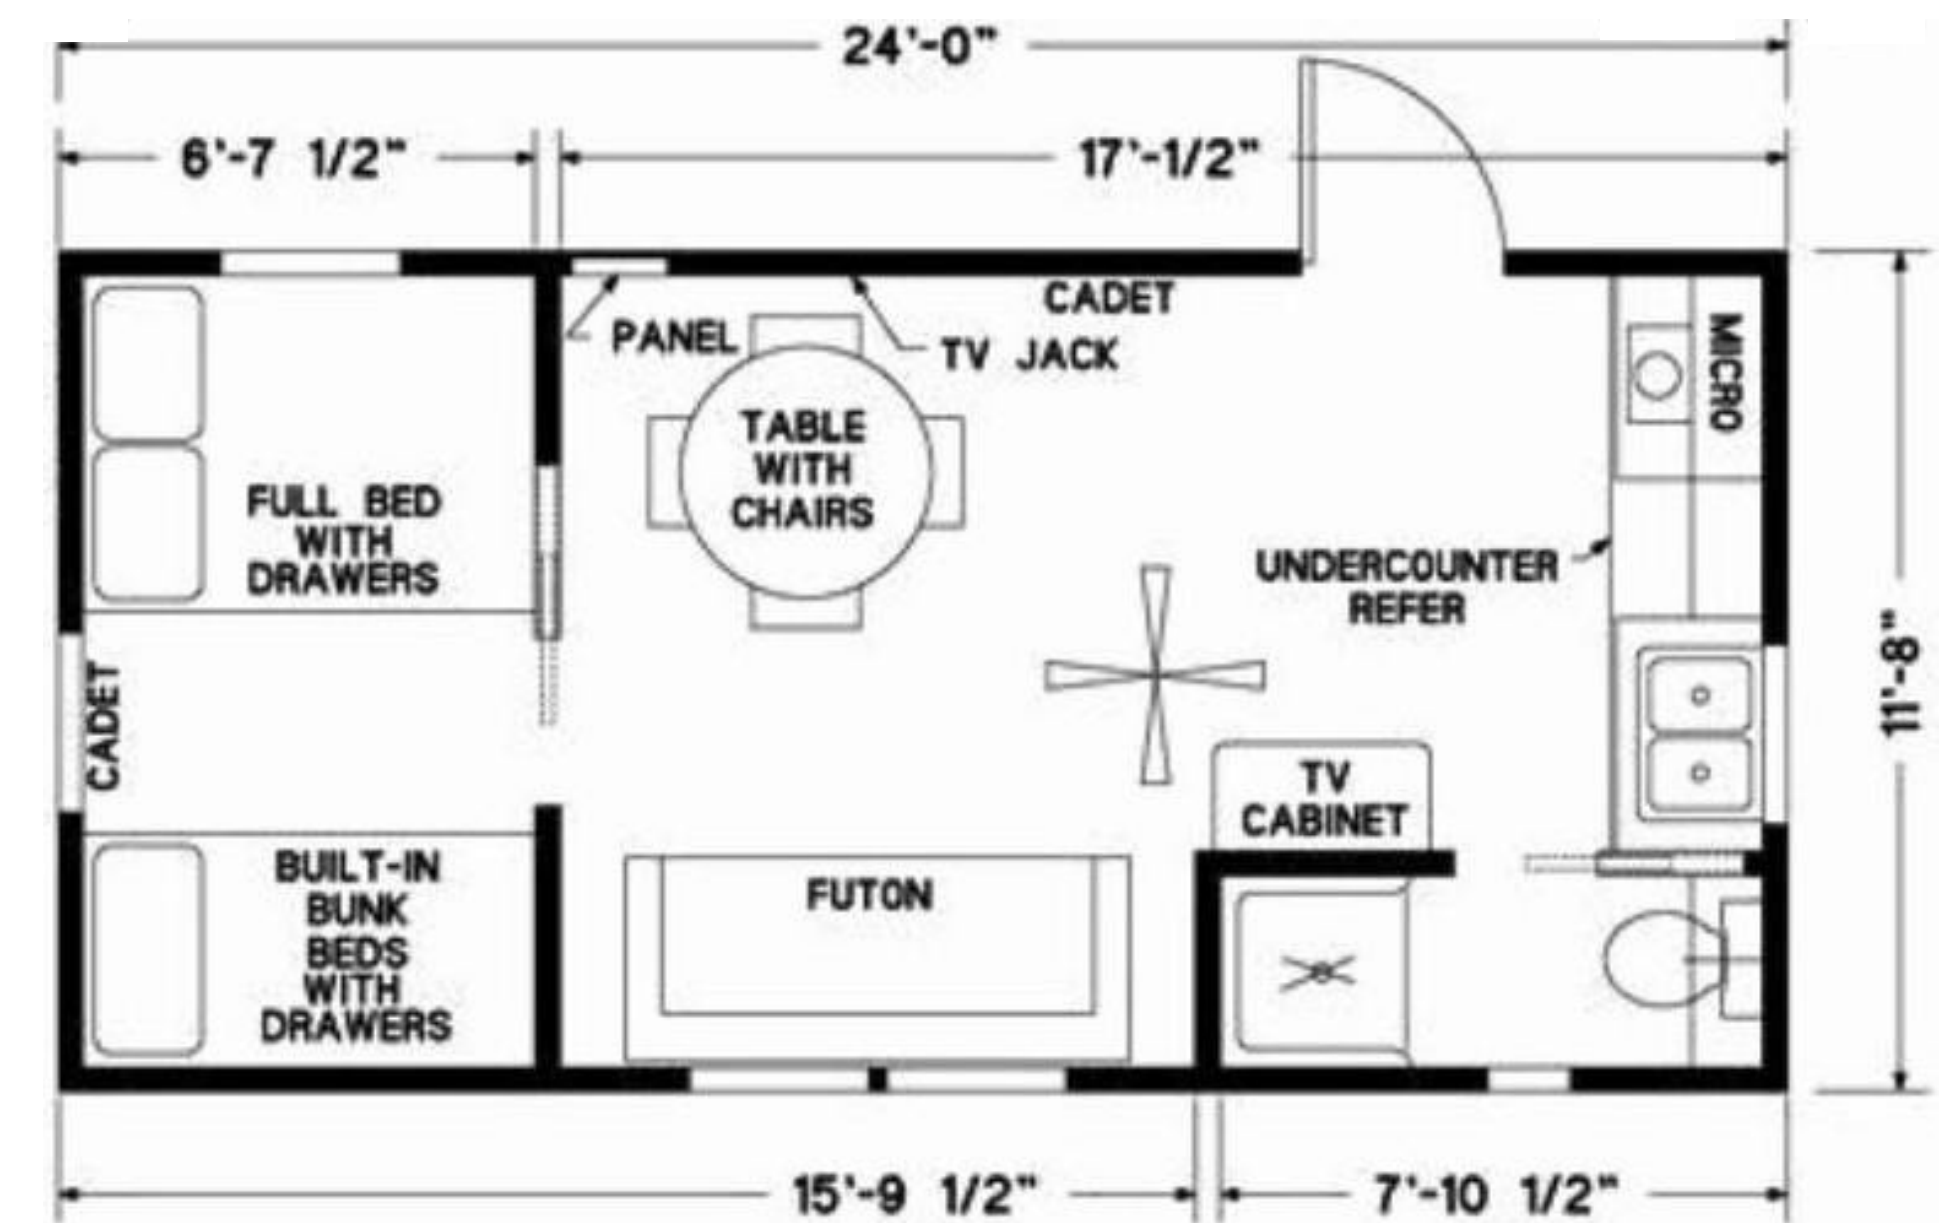 24'-0"
6'-7 1/2"
17'-1/2"
CADET
PANEL
TV JACK
MICRO
TABLE
WITH
CHAIRS
FULL BED
WITH
DRAWERS
UNDERCOUNTER
REFER
11'-8"
CADET
TV
CABINET
BUILT-IN
BUNK
BEDS
WITH
DRAWERS
FUTON
15'-9 1/2"
7'-10 1/2"